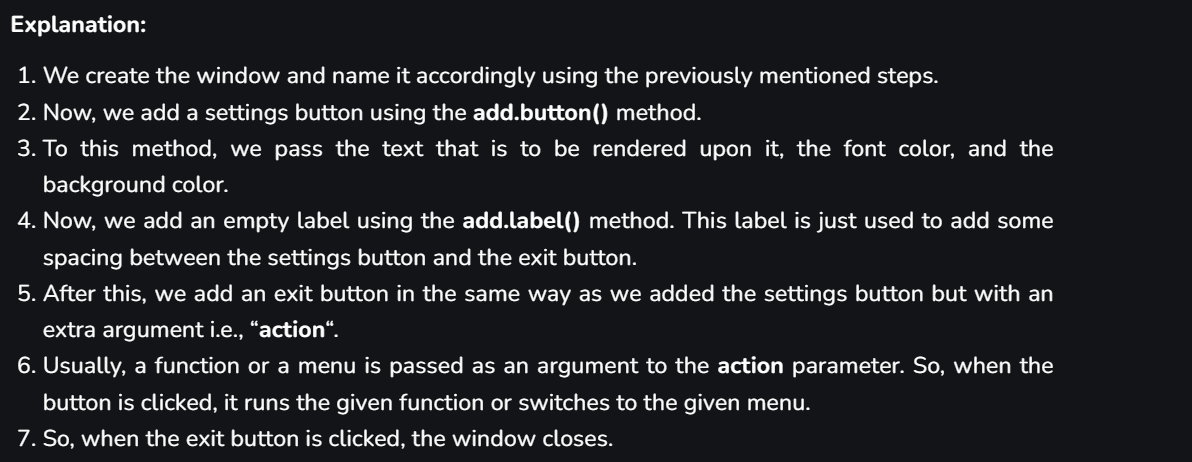 Explanation:
1. We create the window and name it accordingly using the previously mentioned steps.
2. Now, we add a settings button using the add.button() method.
3. To this method, we pass the text that is to be rendered upon it, the font color, and the
background color.
4. Now, we add an empty label using the add.label() method. This label is just used to add some
spacing between the settings button and the exit button.
5. After this, we add an exit button in the same way as we added the settings button but with an
extra argument i.e., “action“.
6. Usually, a function or a menu is passed as an argument to the action parameter. So, when the
button is clicked, it runs the given function or switches to the given menu.
7. So, when the exit button is clicked, the window closes.